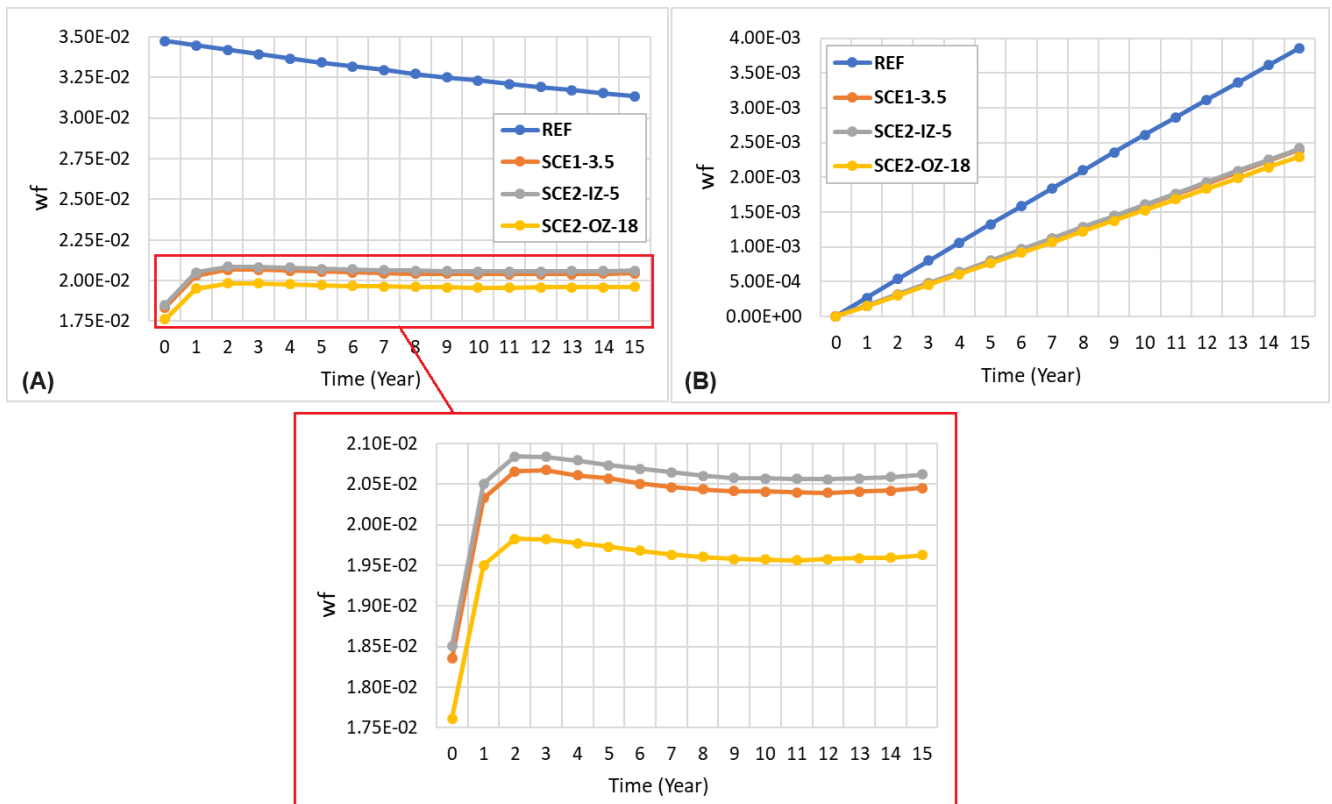 3.50E-02
3.25E-02
3.00E-02
2.75E-02
2.50E-02
2.25E-02
2.00E-02
1.75E-02
wf
REF
SCE1-3.5
SCE2-IZ-5
SCE2-OZ-18
0 1 2 3 4 5 6 7 8 9 10 11 12 13 14 15
Time (Year)
(A)
4.00E-03
3.50E-03
3.00E-03
2.50E-03
2.00E-03
1.50E-03
1.00E-03
5.00E-04
0.00E+00
wf
REF
SCE1-3.5
SCE2-IZ-5
SCE2-OZ-18
0 1 2 3 4 5 6 7 8 9 10 11 12 13 14 15
Time (Year)
(B)
2.10E-02
2.05E-02
2.00E-02
1.95E-02
1.90E-02
1.85E-02
1.80E-02
1.75E-02
wf
0 1 2 3 4 5 6 7 8 9 10 11 12 13 14 15
Time (Year)